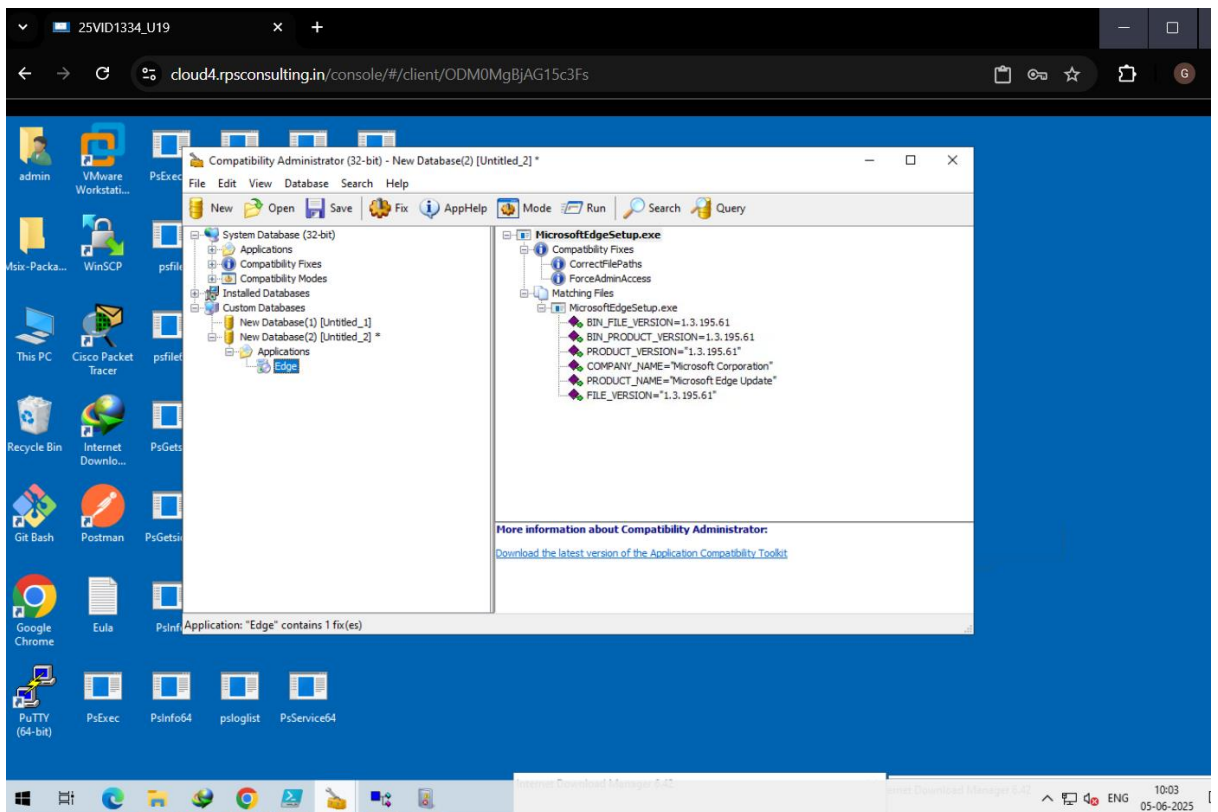 25VID1334_U19
cloud4.rpsconsulting.in/console/#/client/ODM0MgBjAG15c3Fs
G
admin
VMware
Workstati...
PsExec
Compatibility Administrator (32-bit) - New Database(2) [Untitled_2] *
File Edit View Database Search Help
New Open Save Fix AppHelp Mode Run Search Query
System Database (32-bit)
Applications
Compatibility Fixes
Compatibility Modes
Installed Databases
Custom Databases
New Database(1) [Untitled_1]
New Database(2) [Untitled_2] *
Applications
Edge
MicrosoftEdgeSetup.exe
Compatibility Fixes
CorrectFilePaths
ForceAdminAccess
Matching Files
MicrosoftEdgeSetup.exe
BIN_FILE_VERSION=1.3.195.61
BIN_PRODUCT_VERSION=1.3.195.61
PRODUCT_VERSION="1.3.195.61"
COMPANY_NAME="Microsoft Corporation"
PRODUCT_NAME="Microsoft Edge Update"
FILE_VERSION="1.3.195.61"
More information about Compatibility Administrator:
Download the latest version of the Application Compatibility Toolkit
Application: "Edge" contains 1 fix(es)
Msix-Packa...
WinSCP
psfile
This PC
Cisco Packet
Tracer
Recycle Bin
Internet
Downlo...
PsGets
Git Bash
Postman
PsGetsi
Google
Chrome
Eula
PsInf
PuTTY
(64-bit)
PsExec
PsInfo64
psloglist
PsService64
Internet Download Manager 6.42
ENG
10:03
05-06-2025